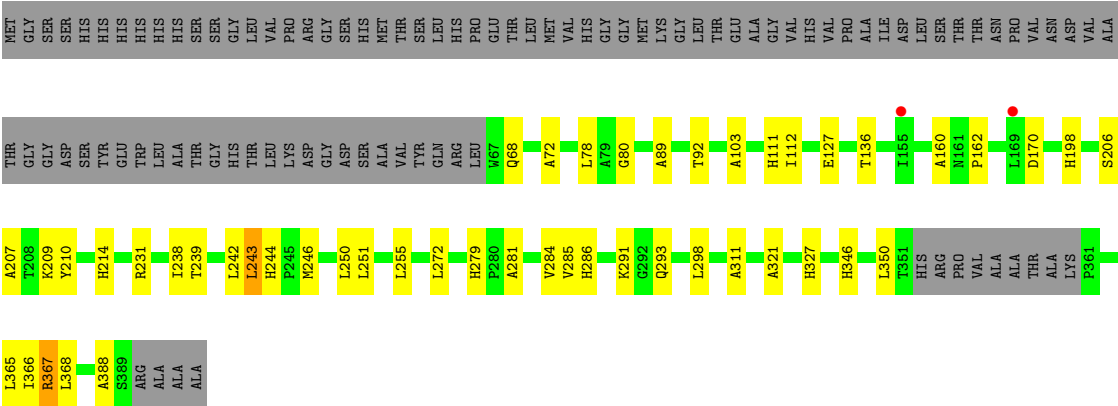 MET GLY SER SER HIS HIS HIS HIS HIS HIS SER SER GLY LEU VAL PRO ARG GLY SER HIS MET THR SER LEU HIS PRO GLU THR LEU MET VAL HIS GLY GLY MET LYS GLY LEU THR GLU ALA GLY VAL HIS VAL PRO ALA ILE ASP LEU SER THR THR ASN PRO VAL ASN ASP VAL ALA
THR GLY GLY ASP SER TYR GLU TRP LEU ALA THR GLY HIS THR LEU LYS ASP GLY ASP SER ALA VAL TYR GLN ARG LEU W67 Q68 A72 L78 A79 G80 A89 T92 A103 H111 I112 E127 T136 I155 A160 N161 P162 L169 D170 H198 S206
A207 T208 K209 Y210 H214 R231 I238 T239 L242 L243 H244 P245 M246 L250 L251 L255 L272 H279 P280 A281 V284 V285 H286 K291 G292 Q293 L298 A311 A321 H327 H346 L350 T351 HIS ARG PRO VAL ALA ALA THR ALA LYS P361
L365 I366 R367 L368 A388 S389 ARG ALA ALA ALA